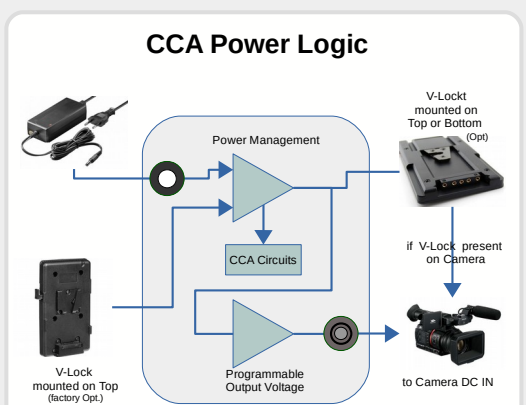 CCA Power Logic
V-Lockt
mounted on
Top or Bottom
(Opt)
Power Management
if V-Lock present
on Camera
CCA Circuits
V-Lock
mounted on Top
(factory Opt.)
Programmable
Output Voltage
to Camera DC IN